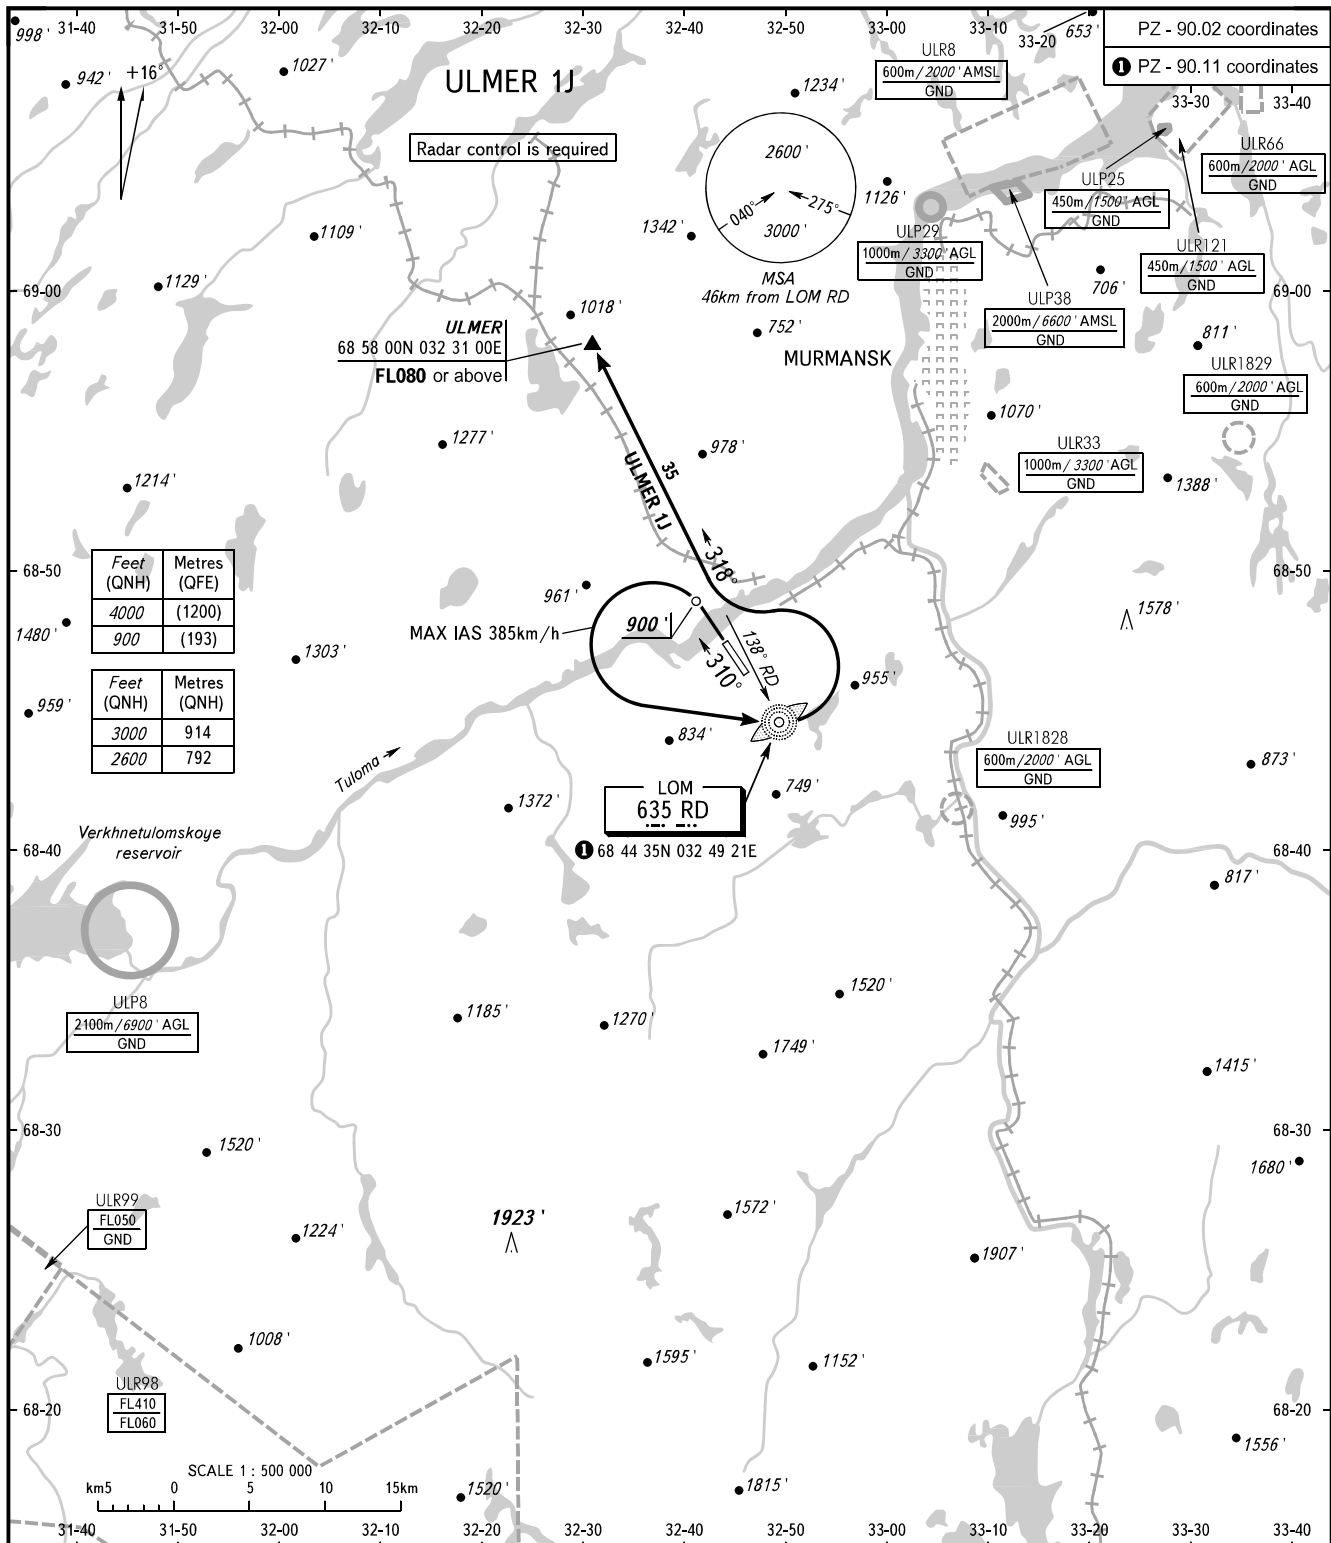 31-40
31-50
32-00
32-10
32-20
32-30
32-40
32-50
33-00
33-10
33-20
653 '
PZ - 90.02 coordinates
1 PZ - 90.11 coordinates
33-30
33-40
998 '
942 '
+16°
1027 '
ULMER 1J
1234 '
ULR8
600m/2000 ' AMSL
GND
Radar control is required
2600 '
040°
275°
3000 '
MSA
46km from LOM RD
1126 '
ULR66
600m/2000 ' AGL
GND
ULP25
450m/1500 ' AGL
GND
1109 '
1342 '
ULP29
1000m/3300 ' AGL
GND
ULR121
450m/1500 ' AGL
GND
1129 '
69-00
69-00
706 '
1018 '
ULP38
2000m/6600 ' AMSL
GND
ULMER
68 58 00N 032 31 00E
FL080 or above
752 '
MURMANSK
811 '
ULR1829
600m/2000 ' AGL
GND
1070 '
1277 '
978 '
ULR33
1000m/3300 ' AGL
GND
1214 '
1388 '
35
ULMER 1J
318°
Feet
(QNH)
Metres
(QFE)
4000
(1200)
900
(193)
68-50
68-50
961 '
1480 '
1578 '
MAX IAS 385km/h
900 '
138° RD
310°
1303 '
955 '
Feet
(QNH)
Metres
(QNH)
3000
914
2600
792
959 '
834 '
ULR1828
600m/2000 ' AGL
GND
873 '
Tuloma
LOM
635 RD
1 68 44 35N 032 49 21E
749 '
1372 '
995 '
Verkhnetulomskoye
reservoir
68-40
68-40
817 '
ULP8
2100m/6900 ' AGL
GND
1520 '
1185 '
1270 '
1749 '
1415 '
68-30
68-30
1520 '
1680 '
ULR99
FL050
GND
1224 '
1923 '
1572 '
1907 '
1008 '
1595 '
1152 '
ULR98
FL410
FL060
68-20
68-20
1556 '
SCALE 1 : 500 000
km5
0
5
10
15km
1520 '
1815 '
31-40
31-50
32-00
32-10
32-20
32-30
32-40
32-50
33-00
33-10
33-20
33-30
33-40